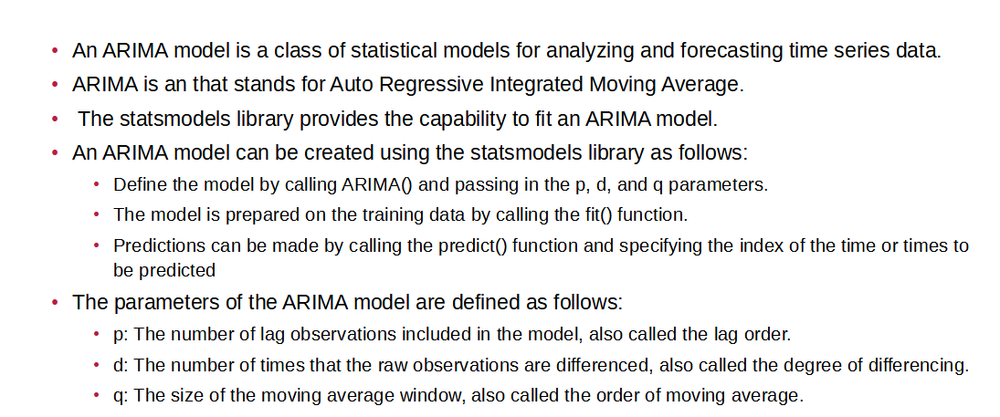 • An ARIMA model is a class of statistical models for analyzing and forecasting time series data.
• ARIMA is an that stands for Auto Regressive Integrated Moving Average.
• The statsmodels library provides the capability to fit an ARIMA model.
• An ARIMA model can be created using the statsmodels library as follows:
• Define the model by calling ARIMA() and passing in the p, d, and q parameters.
• The model is prepared on the training data by calling the fit() function.
• Predictions can be made by calling the predict() function and specifying the index of the time or times to
be predicted
• The parameters of the ARIMA model are defined as follows:
• p: The number of lag observations included in the model, also called the lag order.
• d: The number of times that the raw observations are differenced, also called the degree of differencing.
• q: The size of the moving average window, also called the order of moving average.